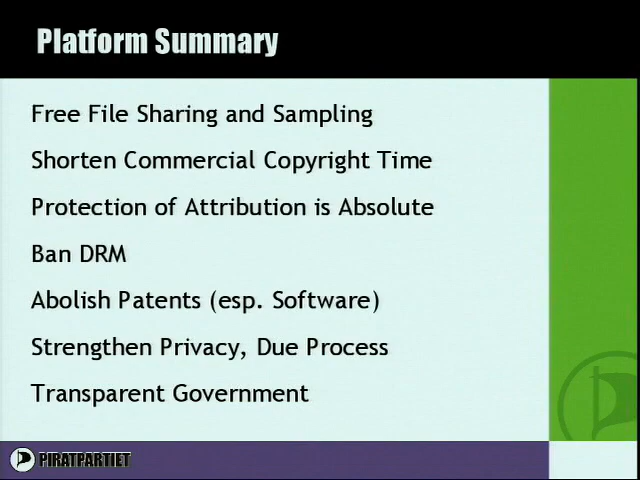 Platform Summary
Free File Sharing and Sampling
Shorten Commercial Copyright Time
Protection of Attribution is Absolute
Ban DRM
Abolish Patents (esp. Software)
Strengthen Privacy, Due Process
Transparent Government
PIRATPARTIET